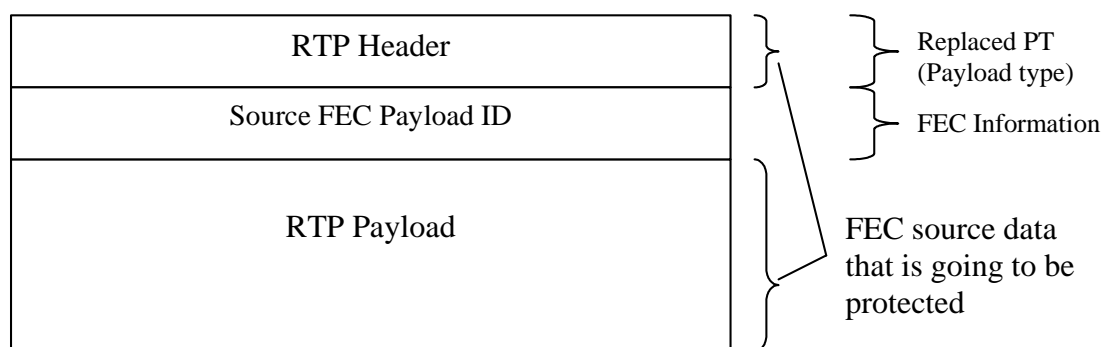 RTP Header
Replaced PT
(Payload type)
Source FEC Payload ID
FEC Information
RTP Payload
FEC source data
that is going to be
protected